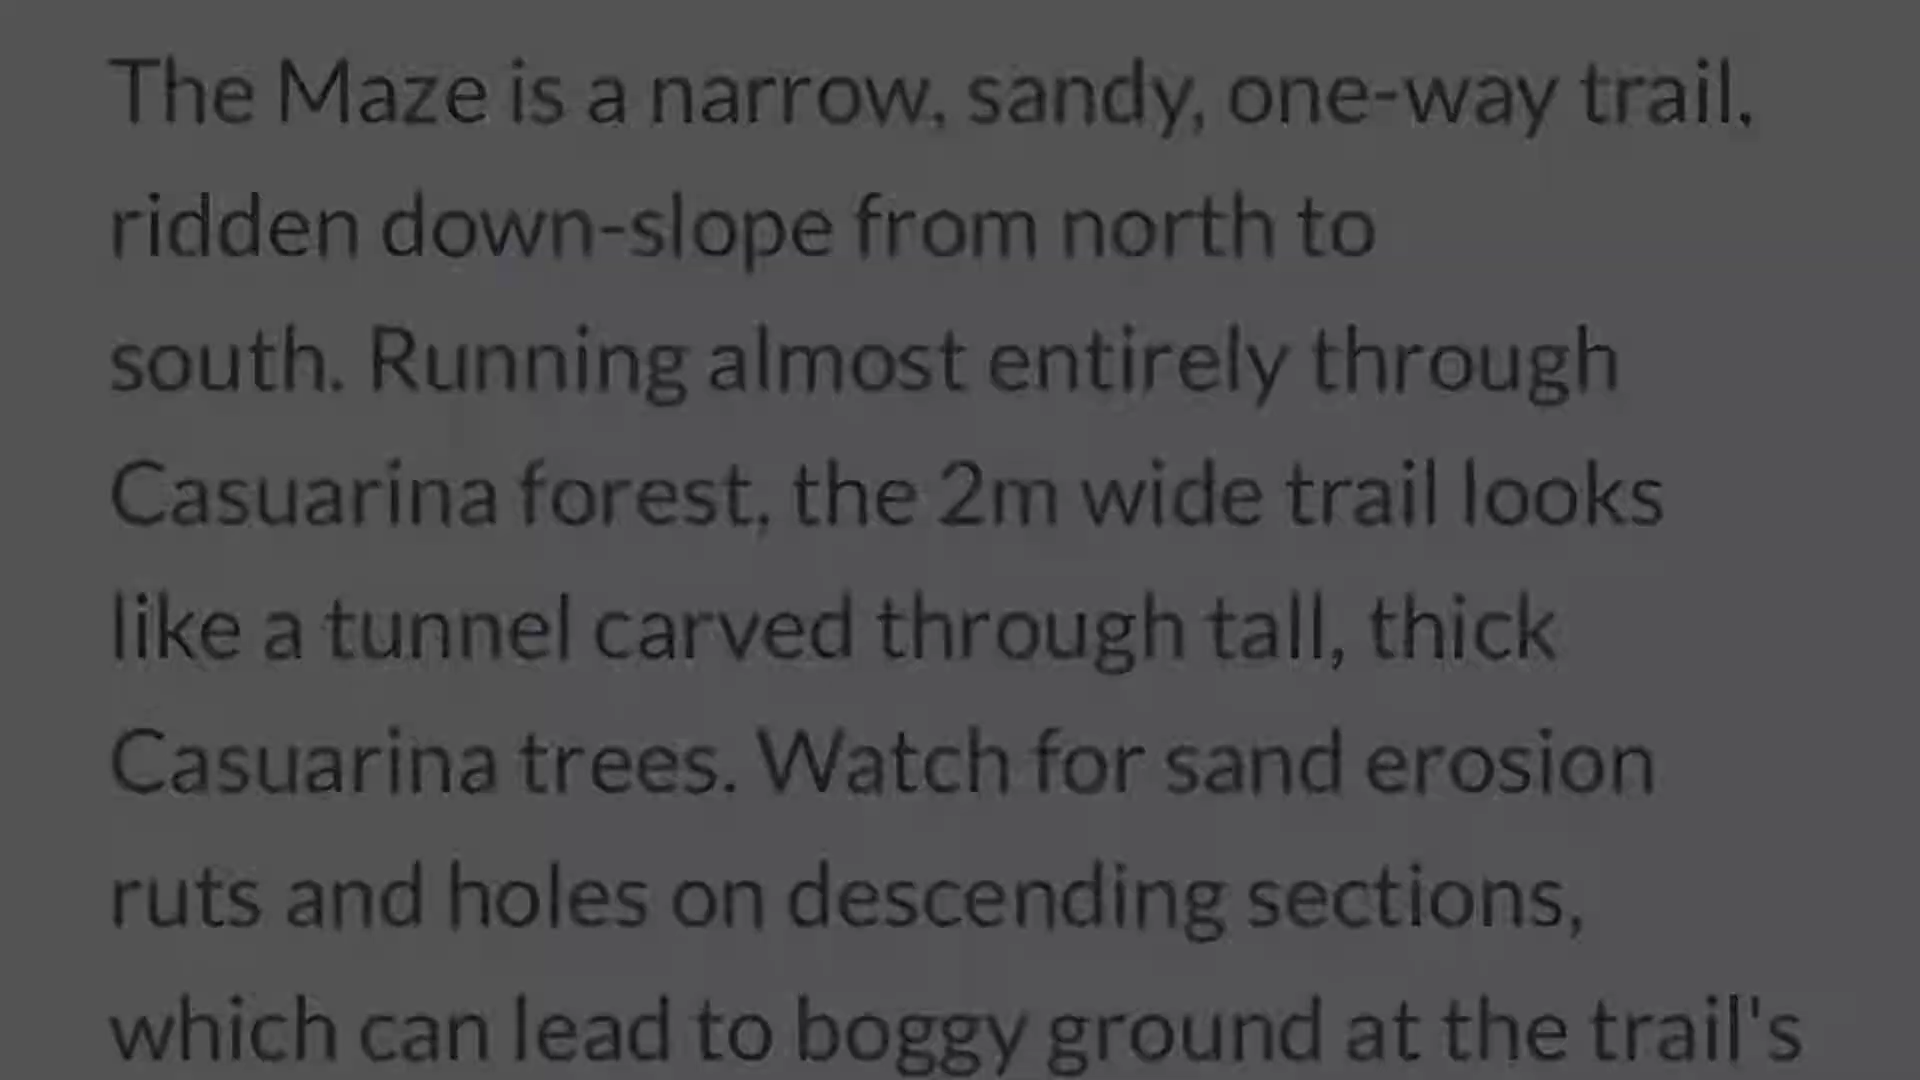 The Maze is a narrow, sandy, one-way trail,
ridden down-slope from north to
south. Running almost entirely through
Casuarina forest, the 2m wide trail looks
like a tunnel carved through tall, thick
Casuarina trees. Watch for sand erosion
ruts and holes on descending sections,
which can lead to boggy ground at the trail's